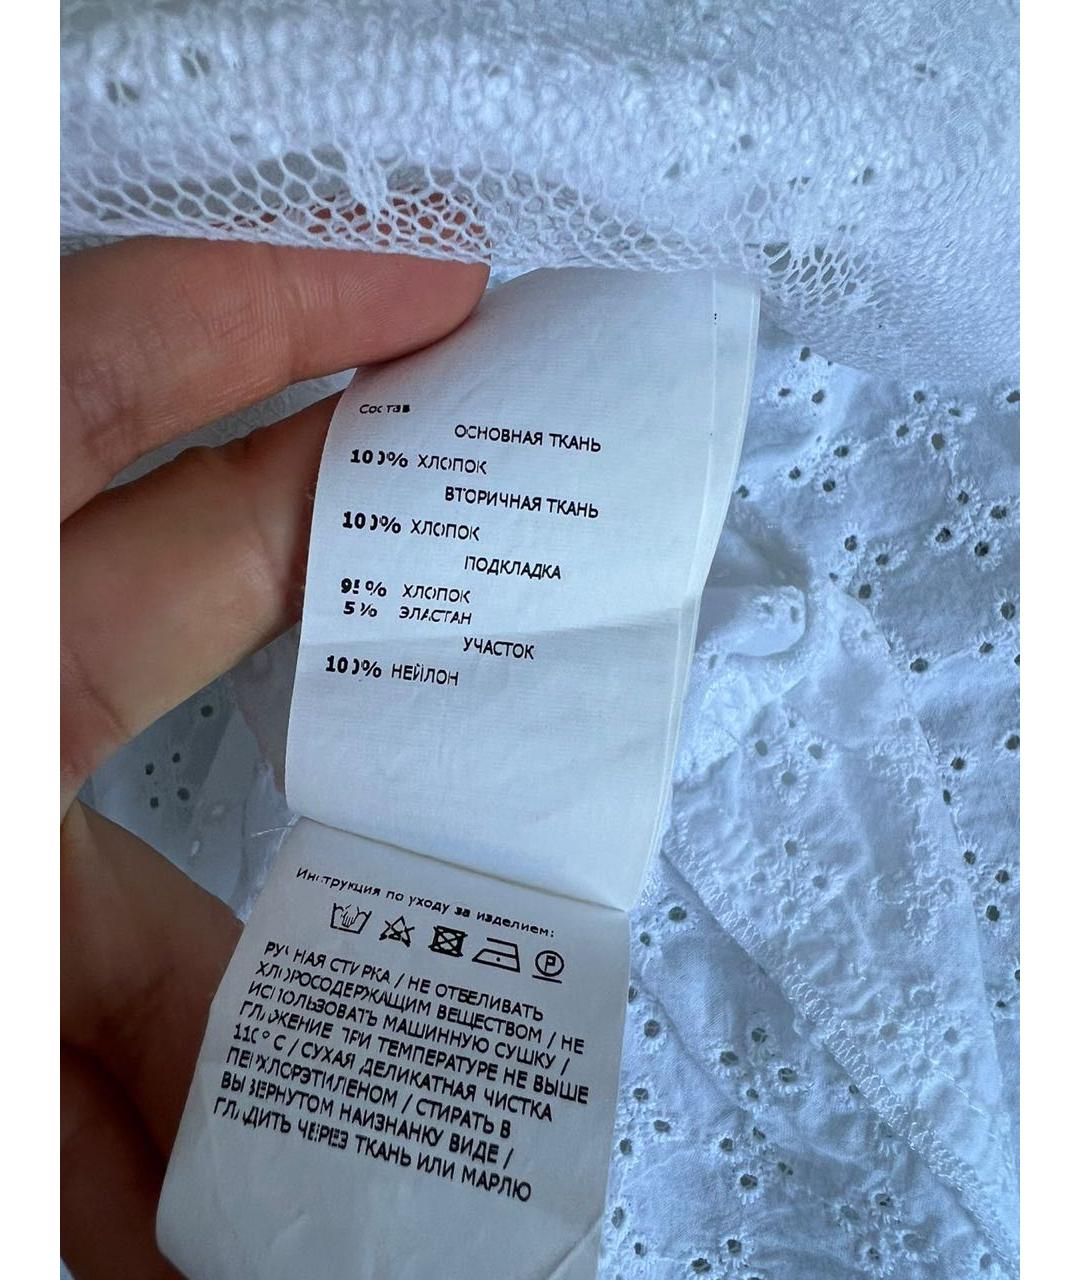 Состав
ОСНОВНАЯ ТКАНЬ
100% ХЛОПОК
ВТОРИЧНАЯ ТКАНЬ
100% ХЛОПОК
ПОДКЛАДКА
95% ХЛОПОК
5% ЭЛАСТАН
УЧАСТОК
100% НЕЙЛОН
Инструкция по уходу за изделием:
P
РУЧНАЯ СТИРКА / НЕ ОТБЕЛИВАТЬ
ХЛОРОСОДЕРЖАЩИМ ВЕЩЕСТВОМ / НЕ
ИСПОЛЬЗОВАТЬ МАШИННУЮ СУШКУ /
ГЛАЖЕНИЕ ПРИ ТЕМПЕРАТУРЕ НЕ ВЫШЕ
110° C / СУХАЯ ДЕЛИКАТНАЯ ЧИСТКА
ПЕРХЛОРЭТИЛЕНОМ / СТИРАТЬ В
ВЫВЕРНУТОМ НАИЗНАНКУ ВИДЕ /
ГЛАДИТЬ ЧЕРЕЗ ТКАНЬ ИЛИ МАРЛЮ